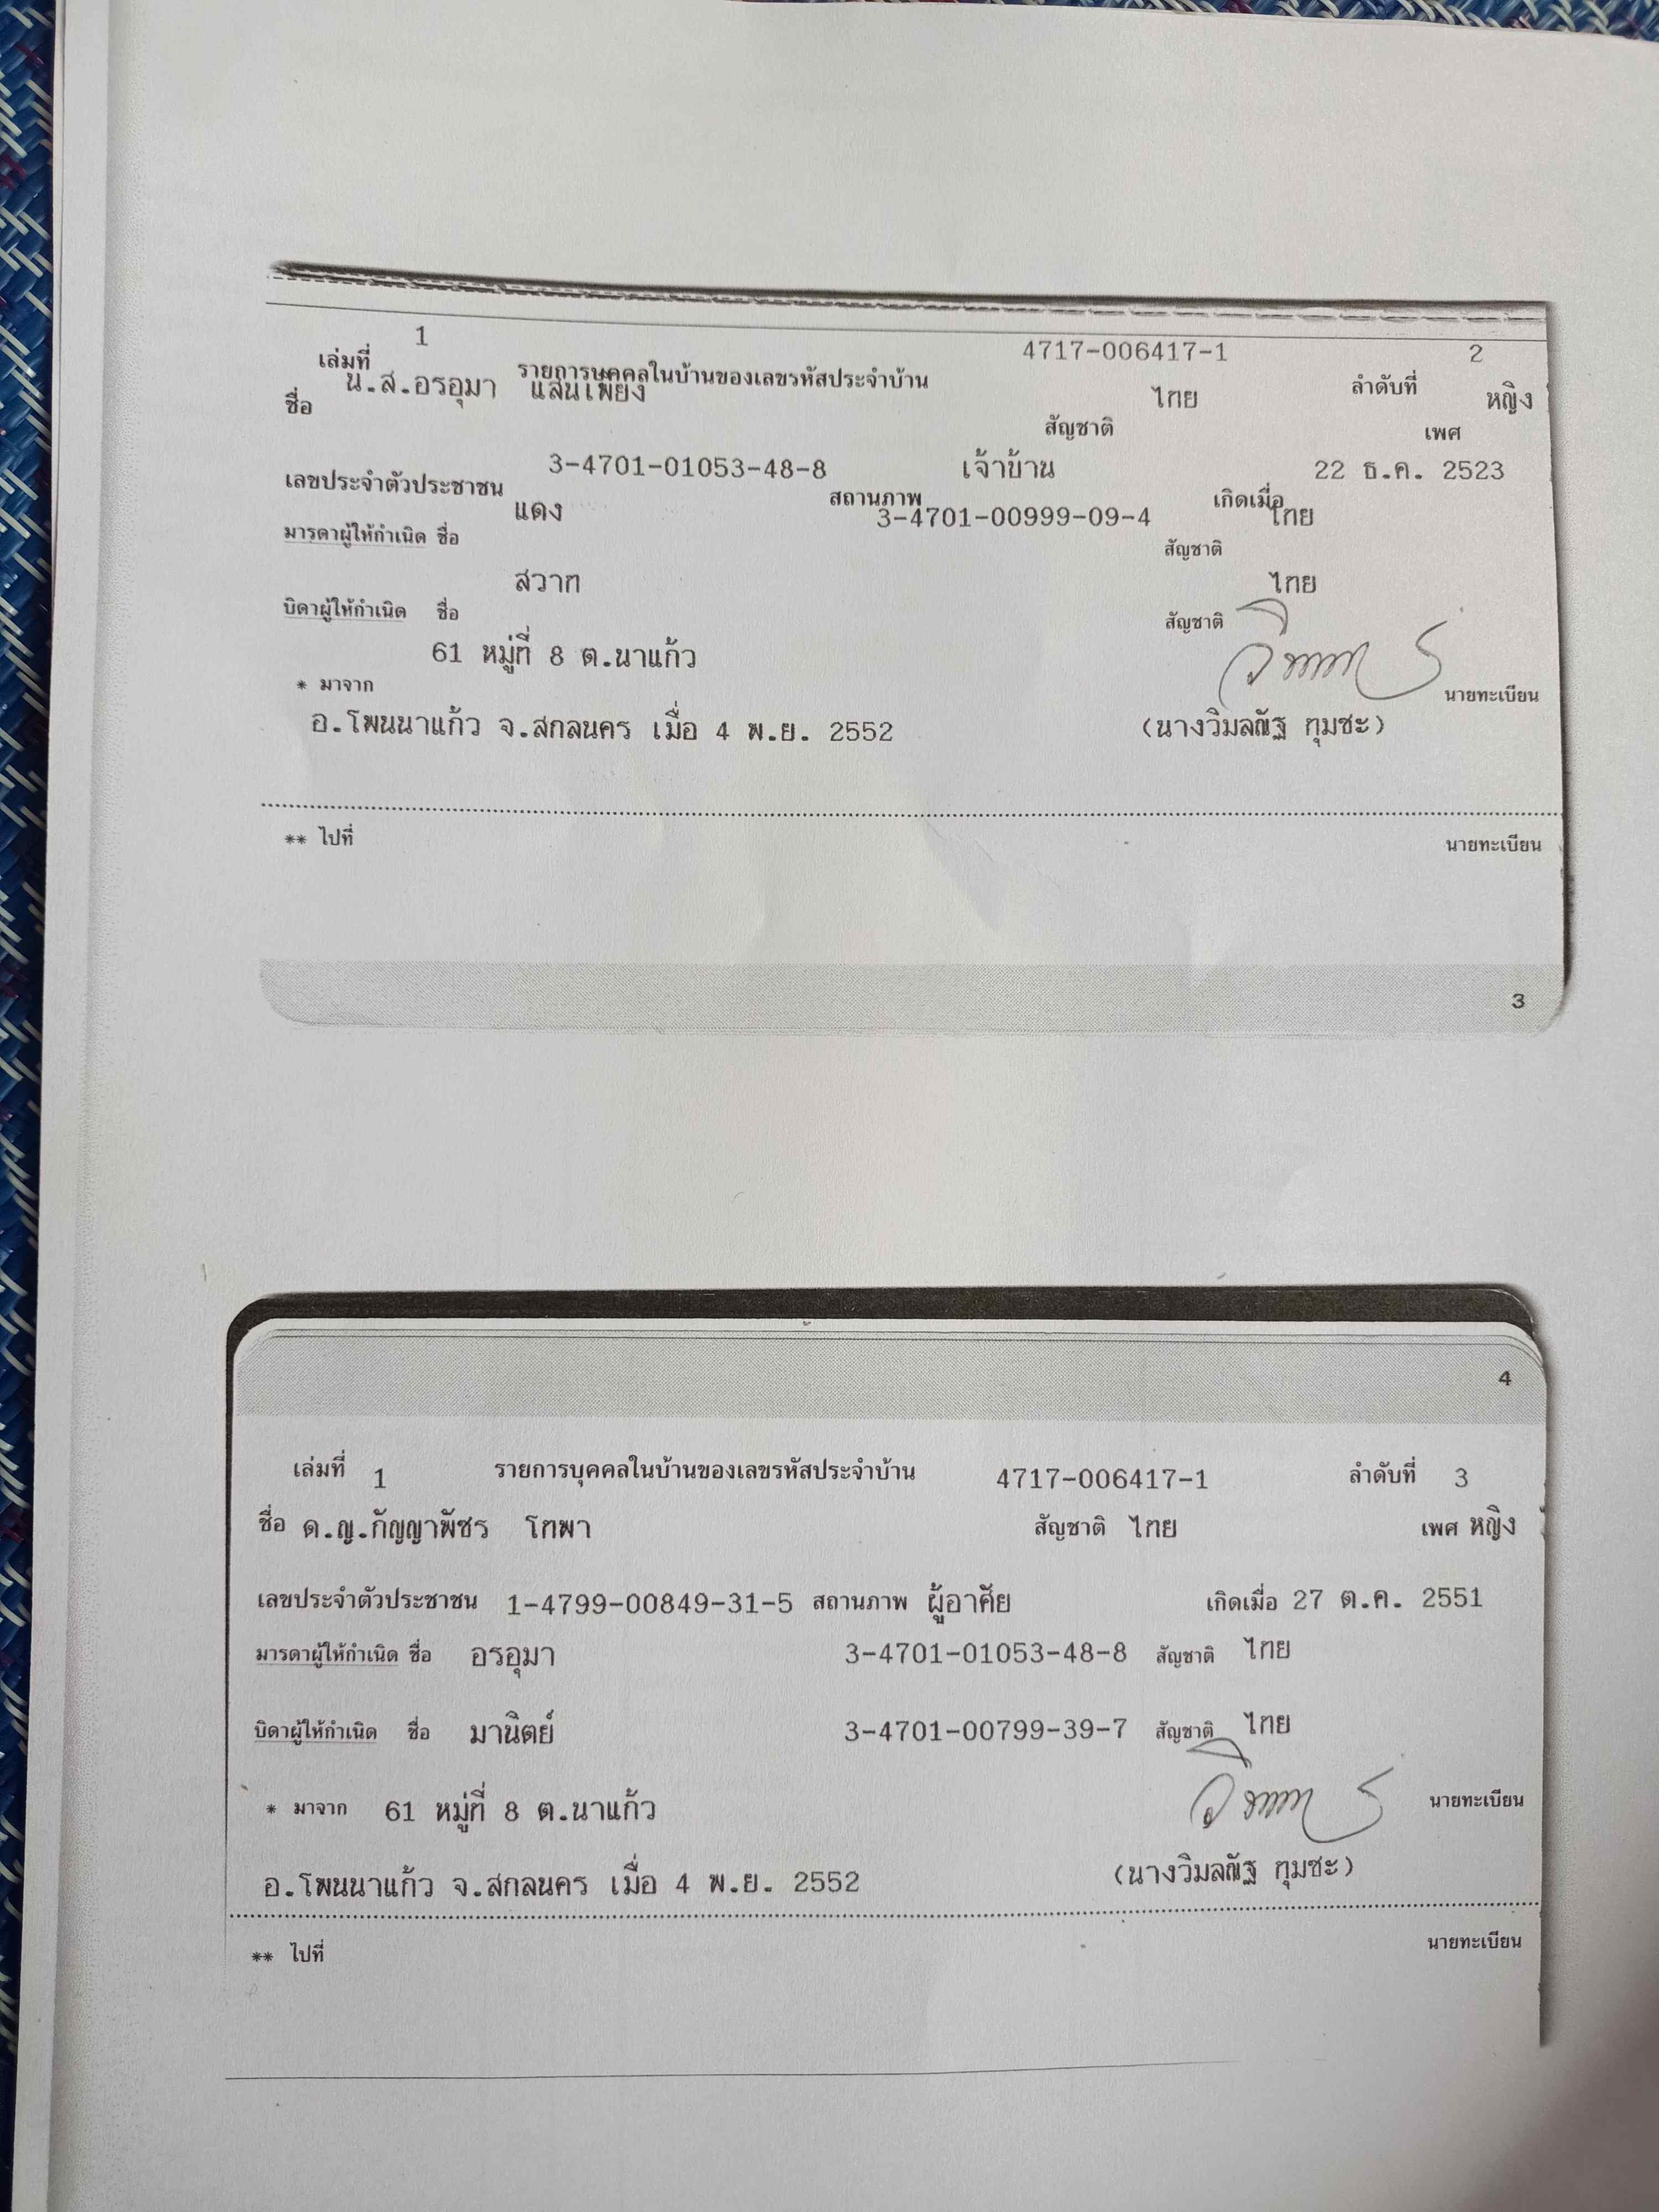 เล่มที่ 1 รายการบุคคลในบ้านของเลขรหัสประจำบ้าน 4717-006417-1 ลำดับที่ 2
ชื่อ น.ส.อรอุมา แสนเพียง สัญชาติ ไทย เพศ หญิง
เลขประจำตัวประชาชน 3-4701-01053-48-8 สถานภาพ เจ้าบ้าน เกิดเมื่อ 22 ธ.ค. 2523
มารดาผู้ให้กำเนิด ชื่อ แดง 3-4701-00999-09-4 สัญชาติ ไทย
บิดาผู้ให้กำเนิด ชื่อ สวาท สัญชาติ ไทย
* มาจาก 61 หมู่ที่ 8 ต.นาแก้ว นายทะเบียน
อ.โพนนาแก้ว จ.สกลนคร เมื่อ 4 พ.ย. 2552 (นางวิมลณัฐ ทุมชะ)
** ไปที่ นายทะเบียน
3
4
เล่มที่ 1 รายการบุคคลในบ้านของเลขรหัสประจำบ้าน 4717-006417-1 ลำดับที่ 3
ชื่อ ด.ญ.กัญญาพัชร โทพา สัญชาติ ไทย เพศ หญิง
เลขประจำตัวประชาชน 1-4799-00849-31-5 สถานภาพ ผู้อาศัย เกิดเมื่อ 27 ต.ค. 2551
มารดาผู้ให้กำเนิด ชื่อ อรอุมา 3-4701-01053-48-8 สัญชาติ ไทย
บิดาผู้ให้กำเนิด ชื่อ มานิตย์ 3-4701-00799-39-7 สัญชาติ ไทย
* มาจาก 61 หมู่ที่ 8 ต.นาแก้ว นายทะเบียน
อ.โพนนาแก้ว จ.สกลนคร เมื่อ 4 พ.ย. 2552 (นางวิมลณัฐ ทุมชะ)
** ไปที่ นายทะเบียน